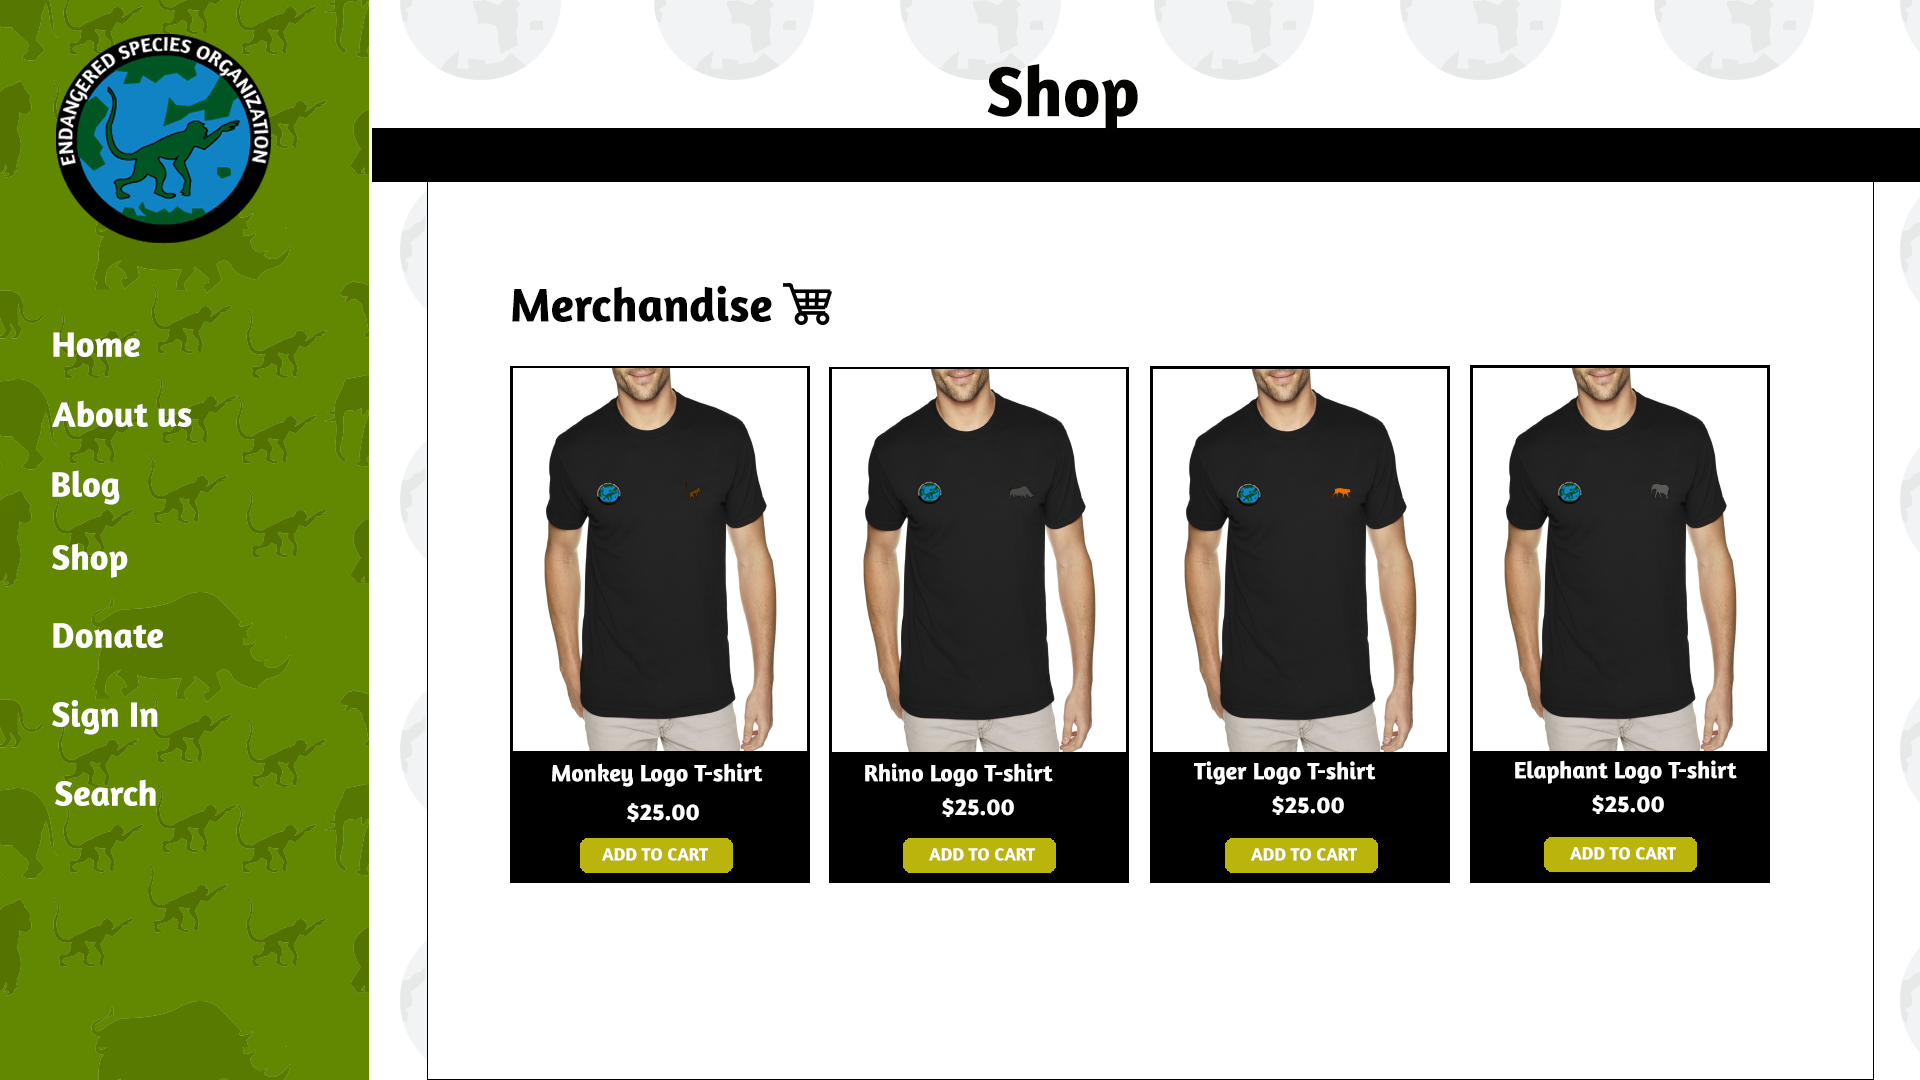 ENDANGERED SPECIES ORGANIZATION
Shop
Home
About us
Blog
Shop
Donate
Sign In
Search
Merchandise
Monkey Logo T-shirt
$25.00
ADD TO CART
Rhino Logo T-shirt
$25.00
ADD TO CART
Tiger Logo T-shirt
$25.00
ADD TO CART
Elaphant Logo T-shirt
$25.00
ADD TO CART